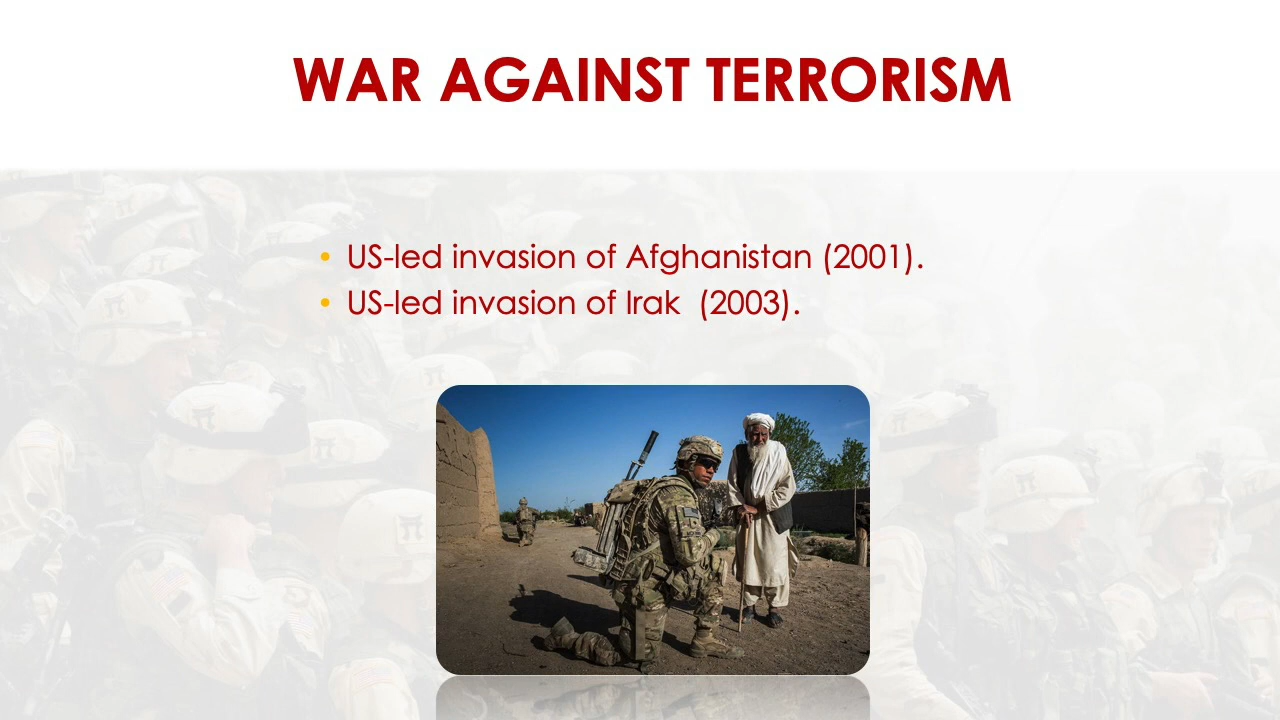 WAR AGAINST TERRORISM
• US-led invasion of Afghanistan (2001).
• US-led invasion of Irak  (2003).